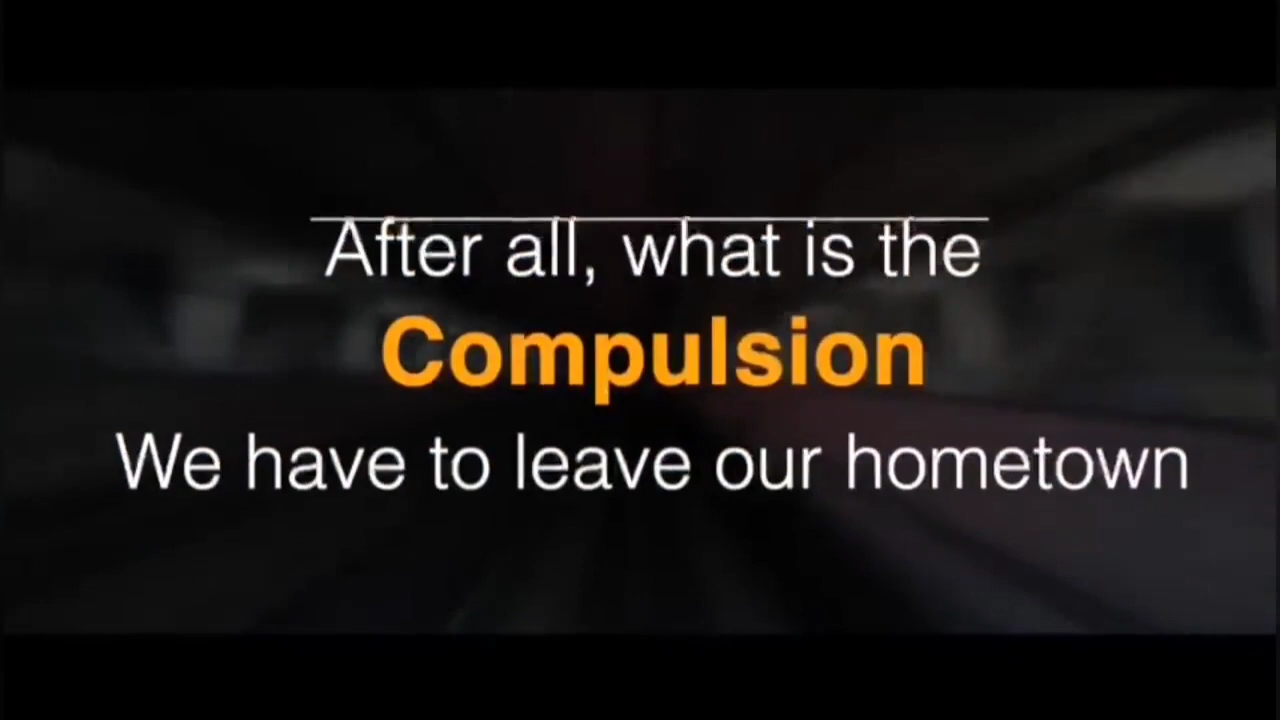 After all, what is the
Compulsion
We have to leave our hometown